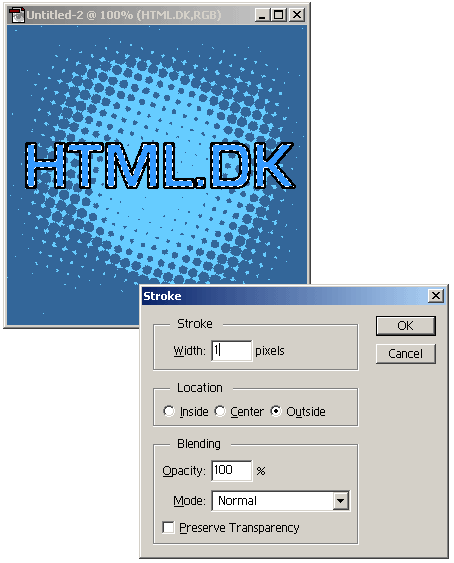 Untitled-2 @ 100% (HTML.DK,RGB)
HTML.DK
Stroke
Stroke
OK
Width: 1 pixels
Cancel
Location
Inside Center Outside
Blending
Opacity: 100 %
Mode: Normal
Preserve Transparency